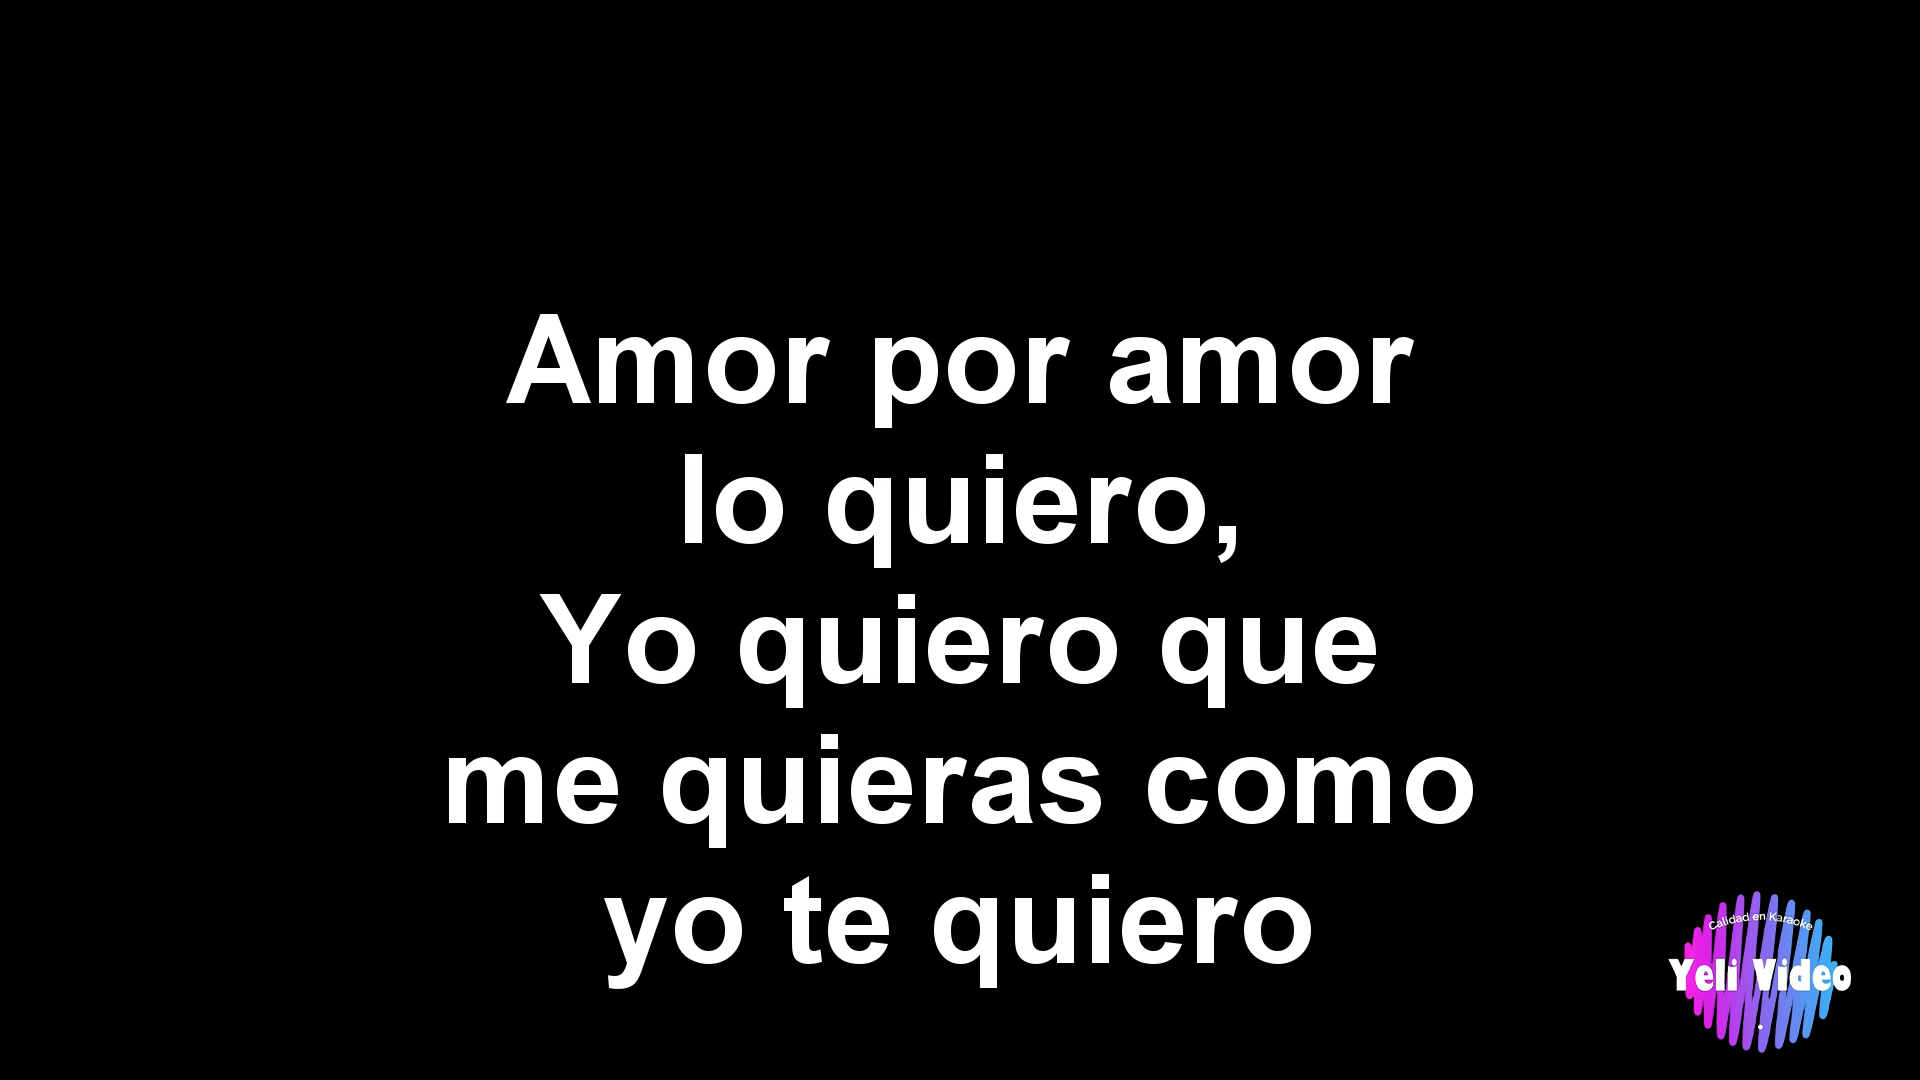 Amor por amor
lo quiero,
Yo quiero que
me quieras como
yo te quiero
Calidad en Karaoke
Yeli Video